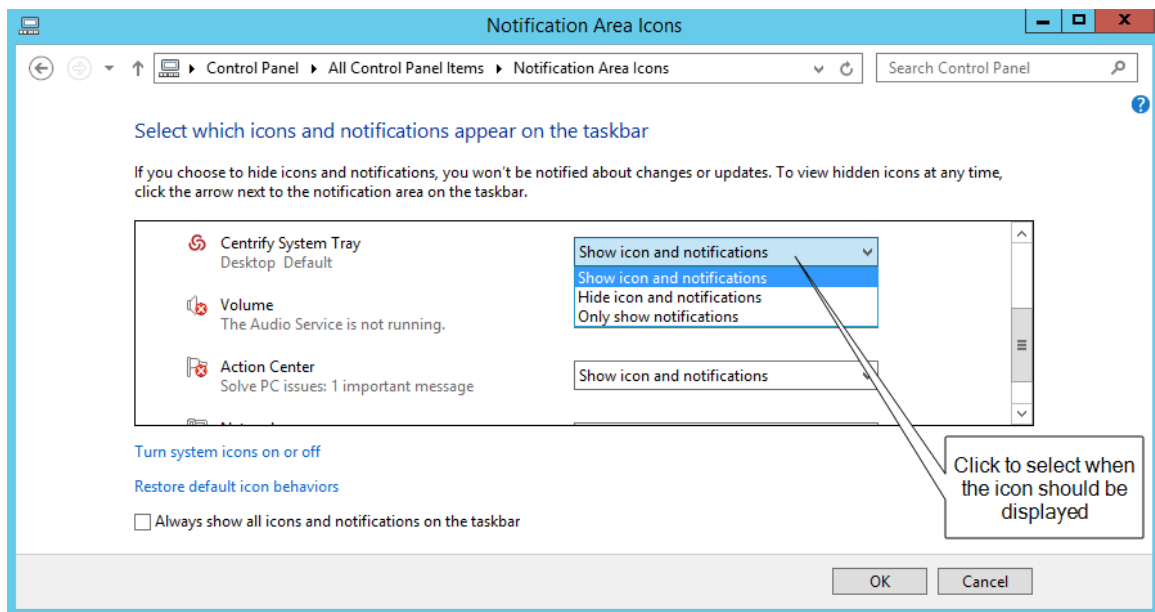 Notification Area Icons
Control Panel All Control Panel Items Notification Area Icons
Search Control Panel
Select which icons and notifications appear on the taskbar
If you choose to hide icons and notifications, you won't be notified about changes or updates. To view hidden icons at any time,
click the arrow next to the notification area on the taskbar.
Centrify System Tray
Desktop Default
Show icon and notifications
Show icon and notifications
Hide icon and notifications
Only show notifications
Volume
The Audio Service is not running.
Action Center
Solve PC issues: 1 important message
Show icon and notifications
Turn system icons on or off
Restore default icon behaviors
Always show all icons and notifications on the taskbar
Click to select when
the icon should be
displayed
OK
Cancel